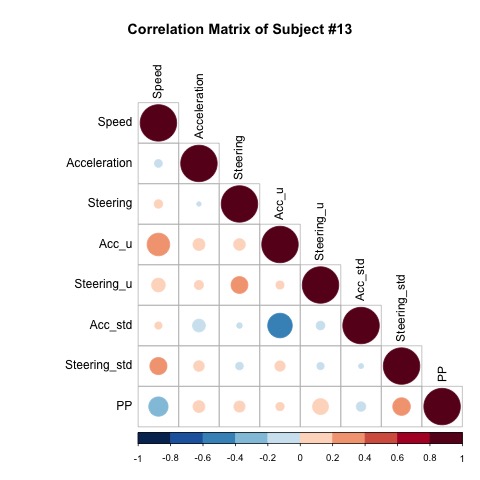 Correlation Matrix of Subject #13
Speed
Acceleration
Steering
Acc_u
Steering_u
Acc_std
Steering_std
PP
Speed
Acceleration
Steering
Acc_u
Steering_u
Acc_std
Steering_std
PP
-1 -0.8 -0.6 -0.4 -0.2 0 0.2 0.4 0.6 0.8 1